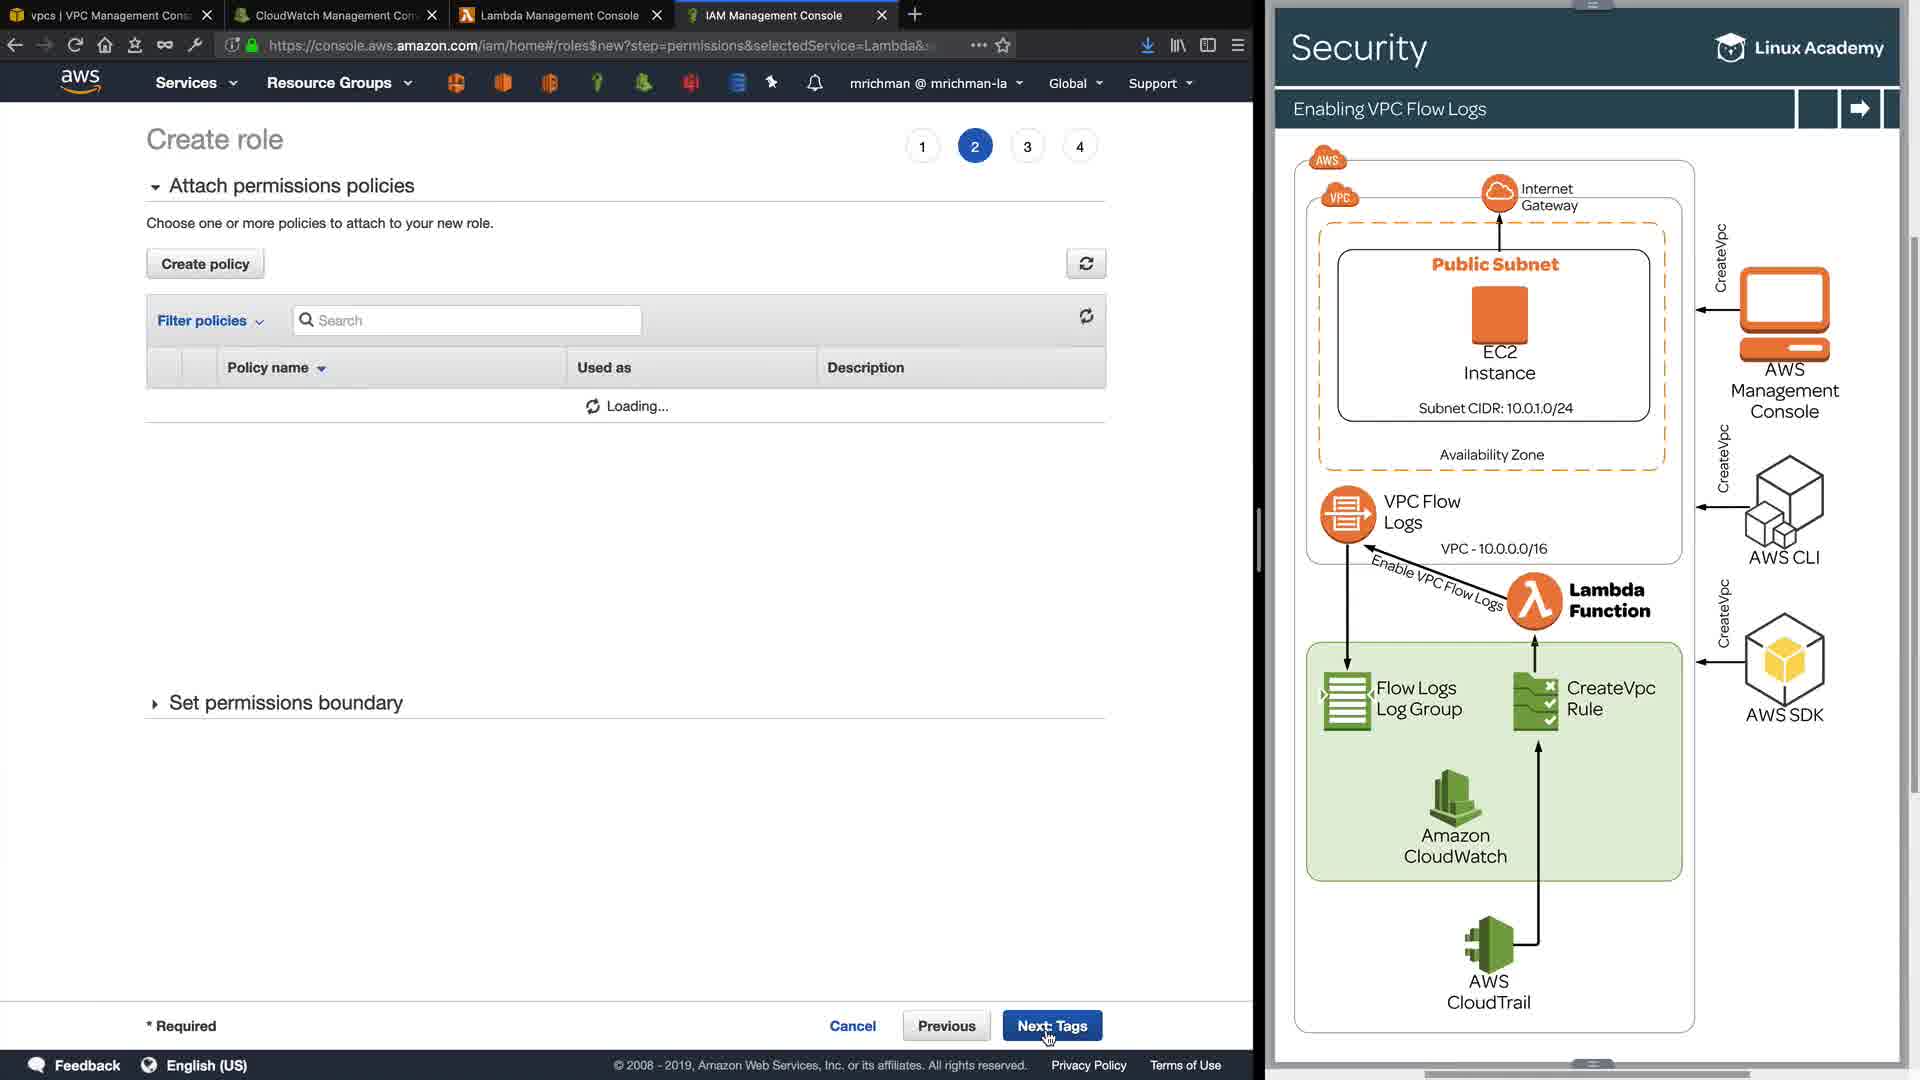 vpcs | VPC Management Cons
CloudWatch Management Con
Lambda Management Console
IAM Management Console
https://console.aws.amazon.com/iam/home#/roles$new?step=permissions&selectedService=Lambda&s
aws
Services
Resource Groups
mrichman @ mrichman-la
Global
Support
Create role
1
2
3
4
Attach permissions policies
Choose one or more policies to attach to your new role.
Create policy
Filter policies
Search
Policy name
Used as
Description
Loading...
Set permissions boundary
* Required
Cancel
Previous
Next: Tags
Feedback
English (US)
© 2008 - 2019, Amazon Web Services, Inc. or its affiliates. All rights reserved.
Privacy Policy
Terms of Use
Security
Linux Academy
Enabling VPC Flow Logs
AWS
VPC
Internet
Gateway
Public Subnet
EC2
Instance
Subnet CIDR: 10.0.1.0/24
Availability Zone
VPC Flow
Logs
VPC - 10.0.0.0/16
Enable VPC Flow Logs
Lambda
Function
Flow Logs
Log Group
CreateVpc
Rule
Amazon
CloudWatch
AWS
CloudTrail
CreateVpc
AWS
Management
Console
CreateVpc
AWS CLI
CreateVpc
AWS SDK